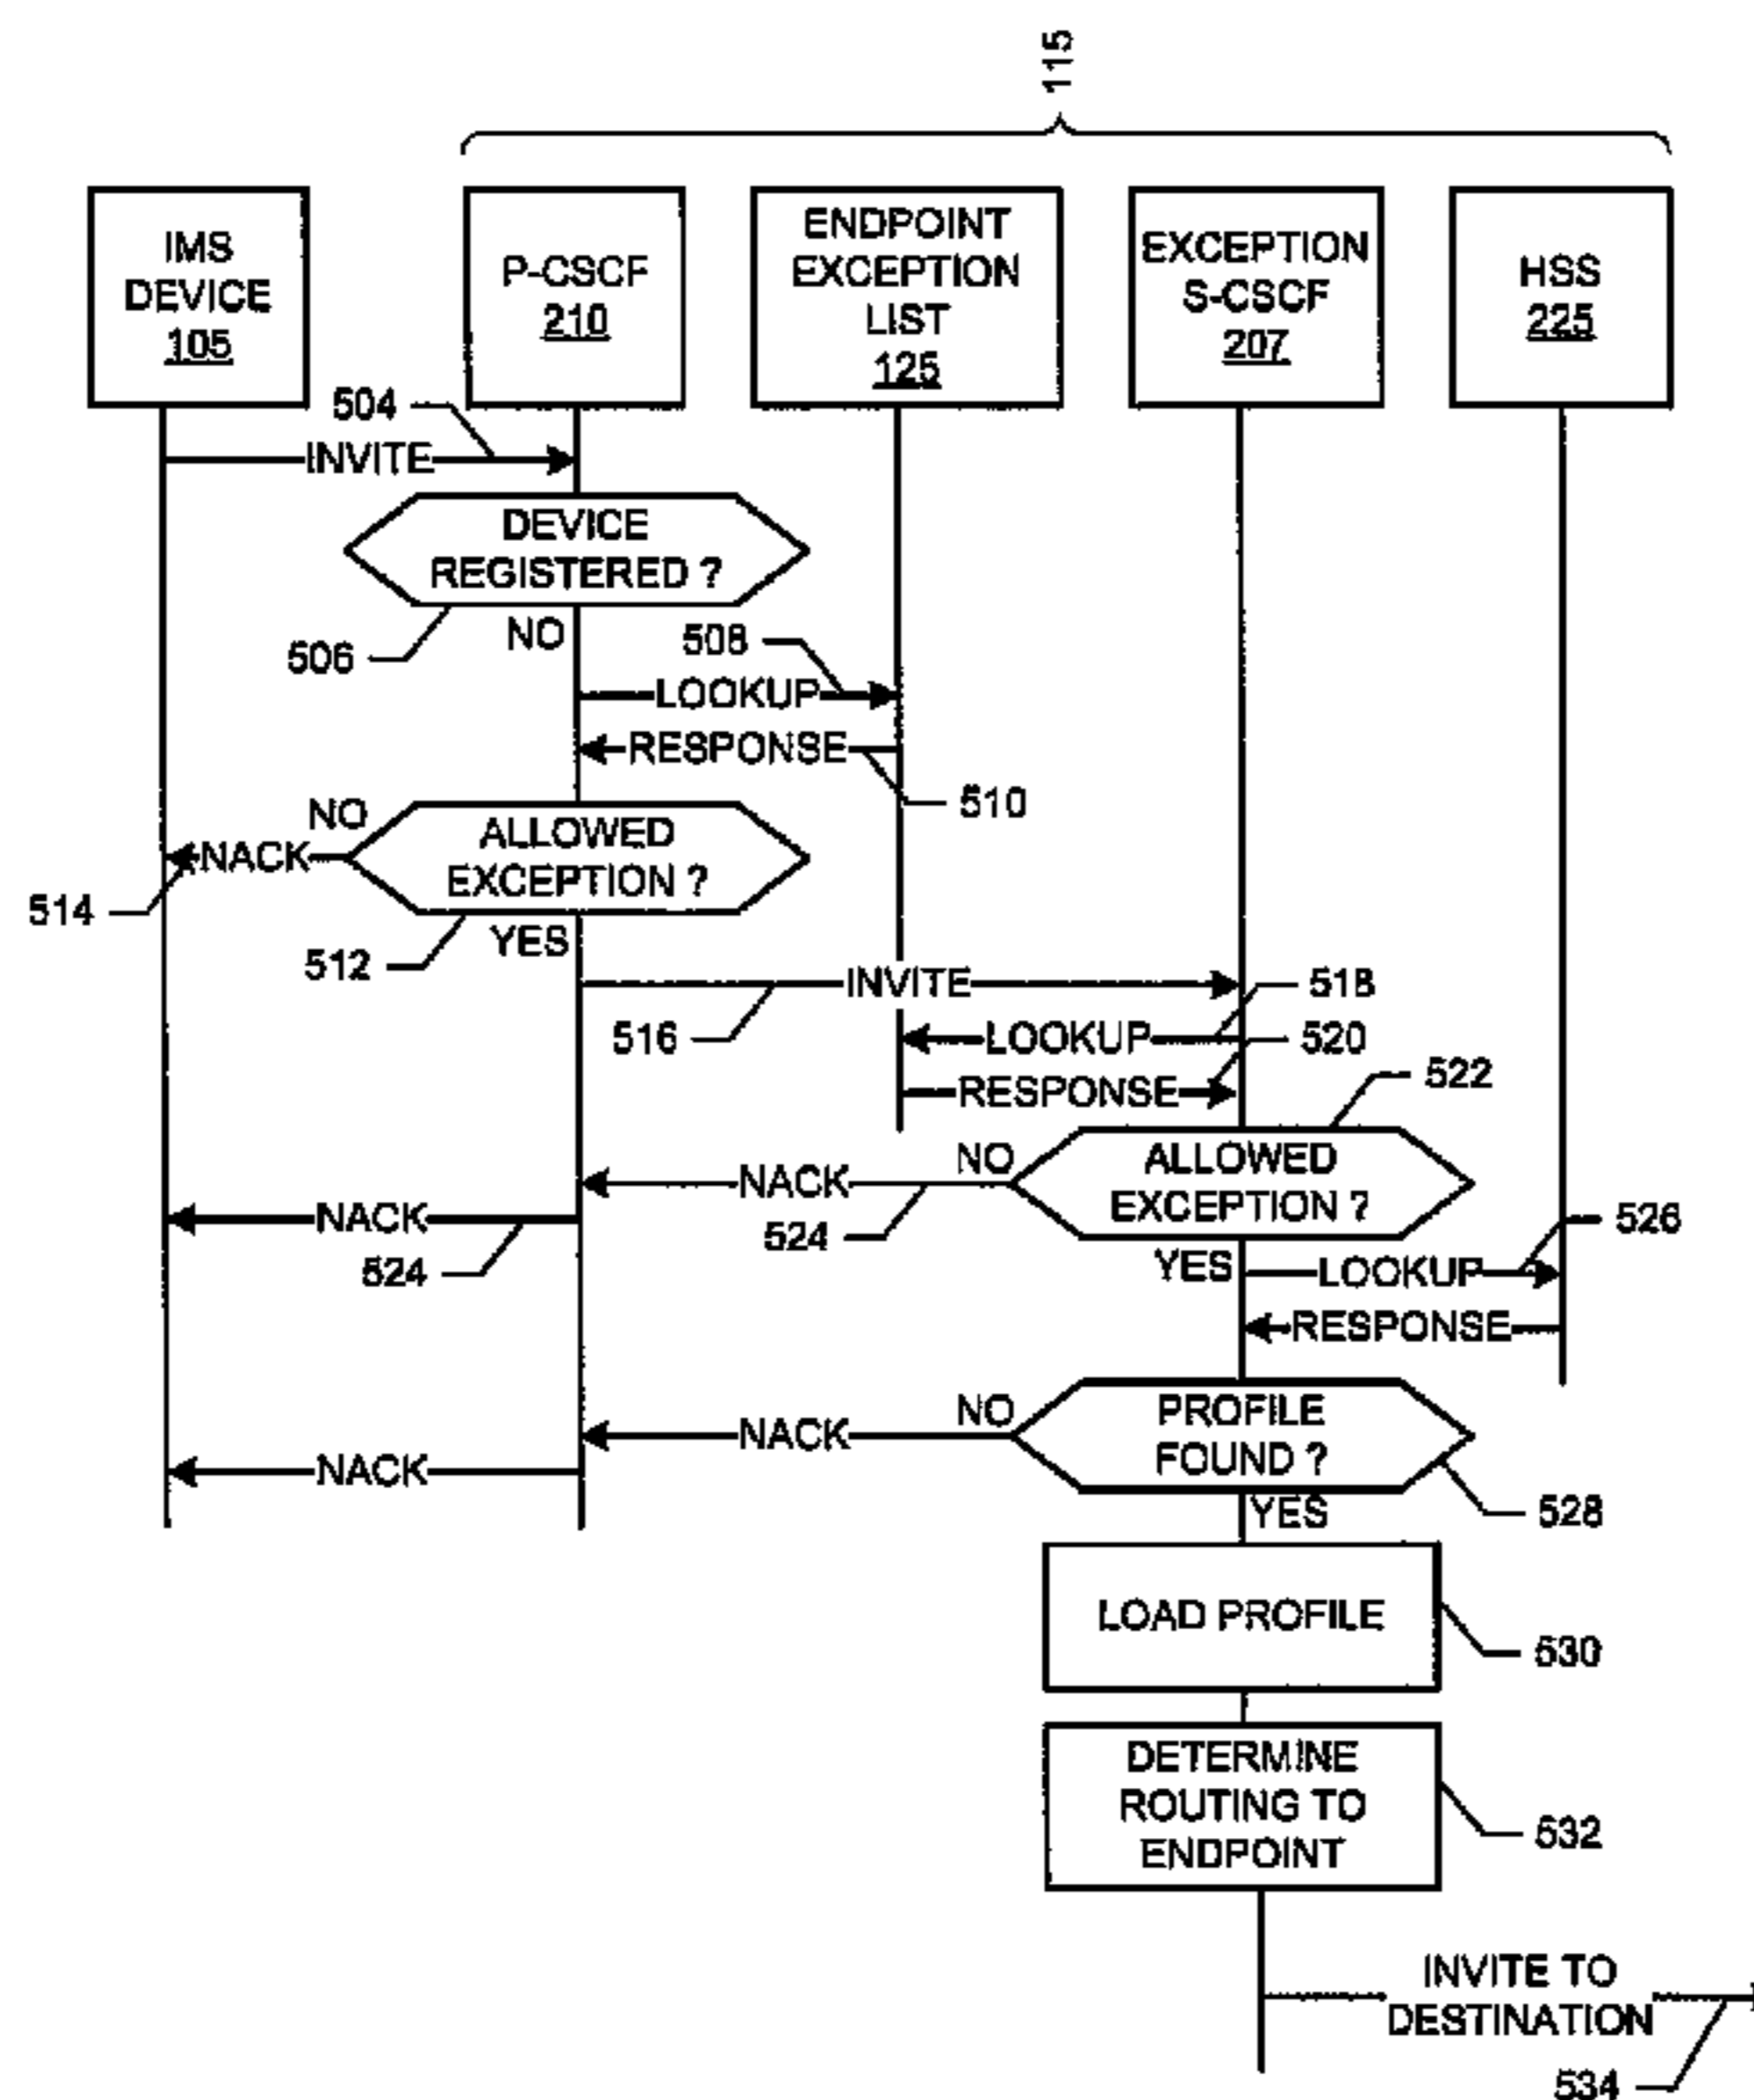 115
IMS
DEVICE
105
P-CSCF
210
ENDPOINT
EXCEPTION
LIST
125
EXCEPTION
S-CSCF
207
HSS
225
504
INVITE
DEVICE
REGISTERED ?
506
NO
508
LOOKUP
RESPONSE
510
NO
NACK
514
ALLOWED
EXCEPTION ?
512
YES
INVITE
516
518
LOOKUP
520
RESPONSE
522
ALLOWED
EXCEPTION ?
NO
NACK
524
NACK
524
YES
526
LOOKUP
RESPONSE
PROFILE
FOUND ?
NO
NACK
NACK
528
YES
LOAD PROFILE
530
DETERMINE
ROUTING TO
ENDPOINT
532
INVITE TO
DESTINATION
534